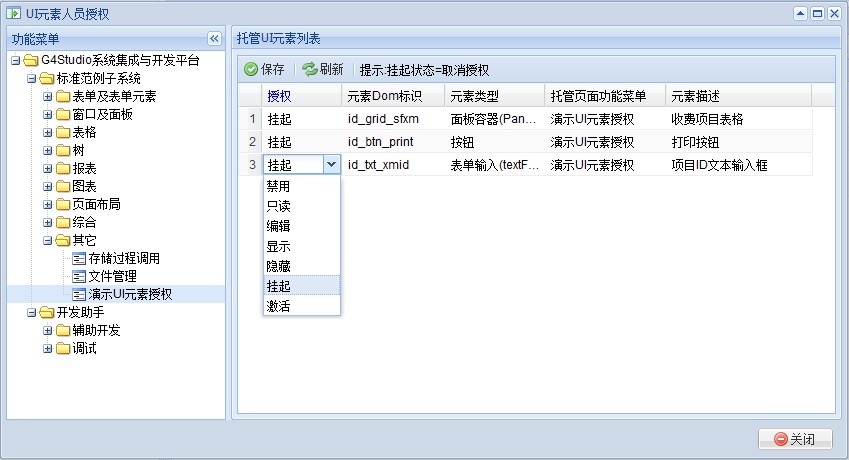 UI元素人员授权
功能菜单
G4Studio系统集成与开发平台
标准范例子系统
表单及表单元素
窗口及面板
表格
树
报表
图表
页面布局
综合
其它
存储过程调用
文件管理
演示UI元素授权
开发助手
辅助开发
调试
托管UI元素列表
保存 刷新 提示:挂起状态=取消授权
授权 元素Dom标识 元素类型 托管页面功能菜单 元素描述
1 挂起 id_grid_sfxm 面板容器(Pan... 演示UI元素授权 收费项目表格
2 挂起 id_btn_print 按钮 演示UI元素授权 打印按钮
3 挂起 id_txt_xmid 表单输入(textF... 演示UI元素授权 项目ID文本输入框
禁用
只读
编辑
显示
隐藏
挂起
激活
关闭